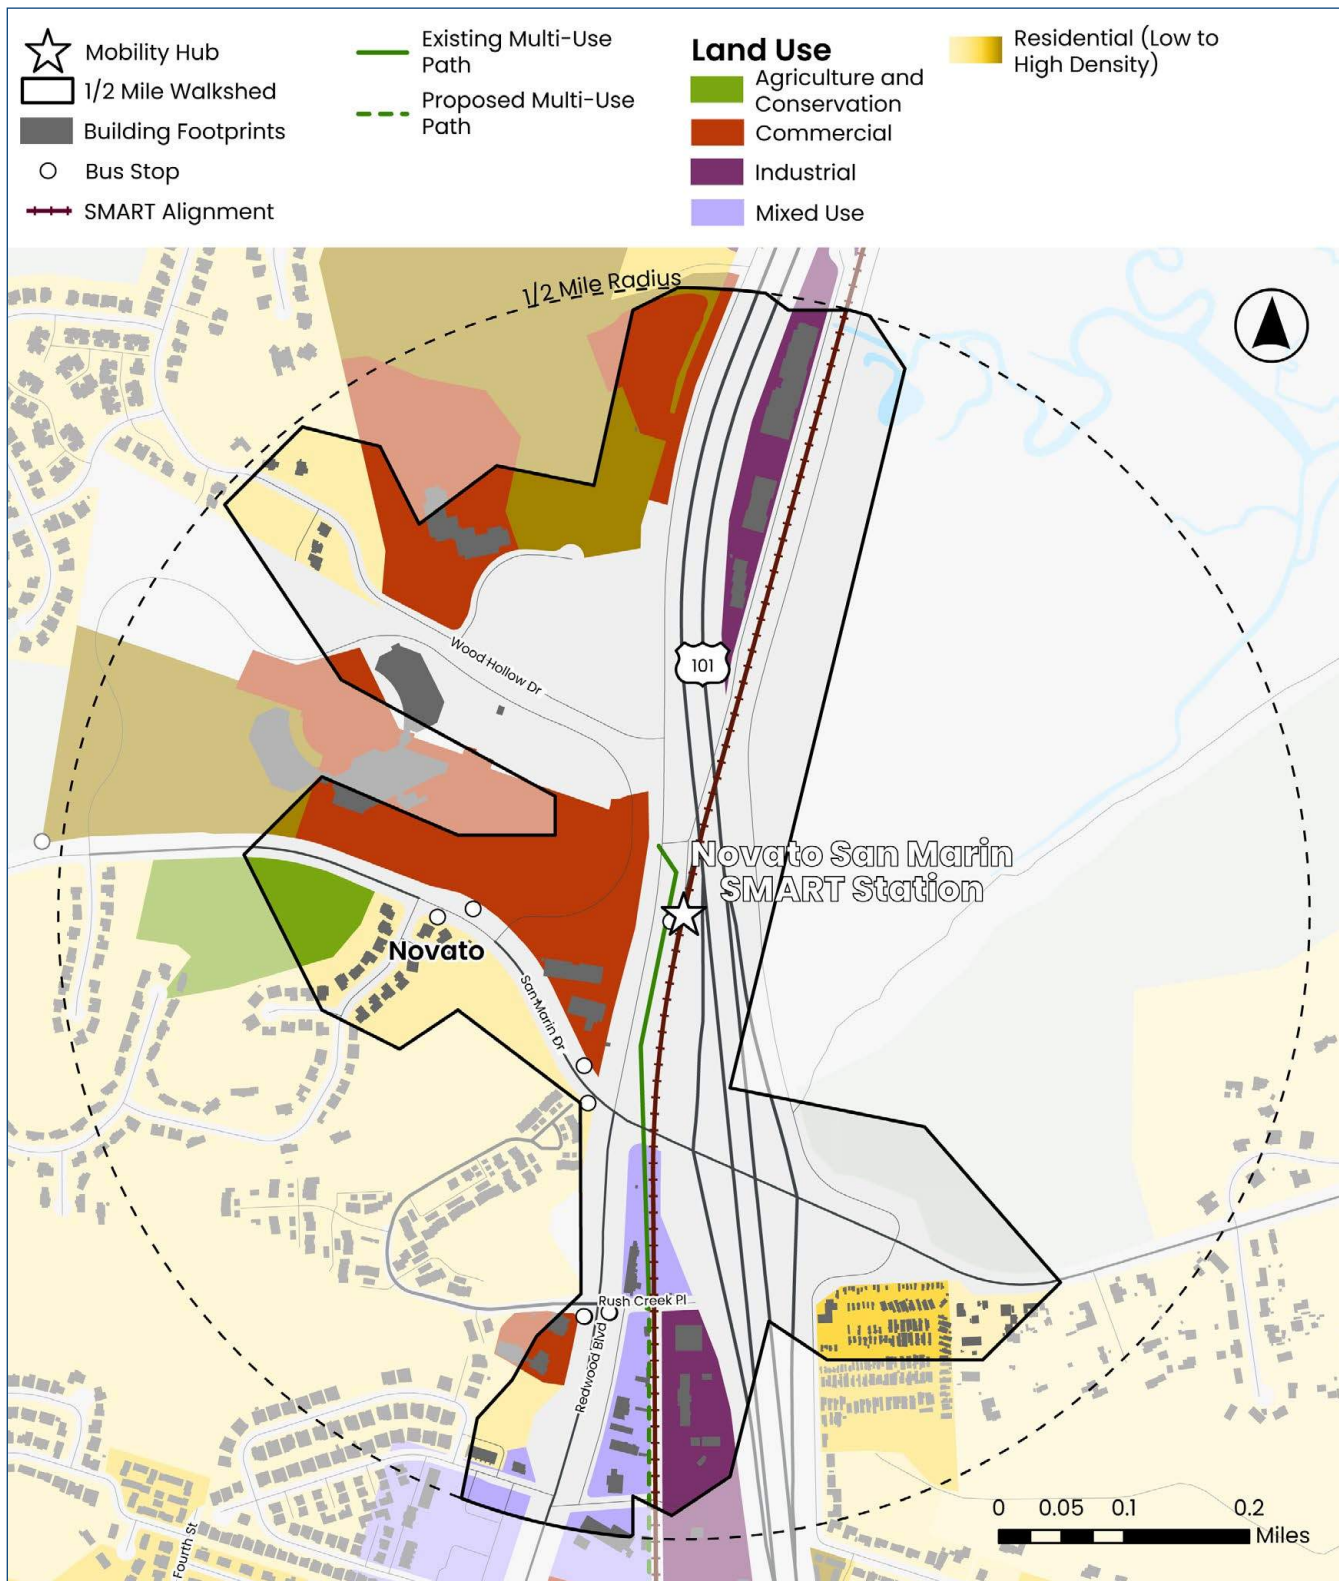 Mobility Hub
1/2 Mile Walkshed
Building Footprints
Bus Stop
SMART Alignment
Existing Multi-Use
Path
Proposed Multi-Use
Path
Land Use
Agriculture and
Conservation
Commercial
Industrial
Mixed Use
Residential (Low to
High Density)
1/2 Mile Radius
Wood Hollow Dr
101
Novato San Marin
SMART Station
Novato
San Marin Dr
Rush Creek Pl
Redwood Blvd
Fourth St
0 0.05 0.1 0.2
Miles